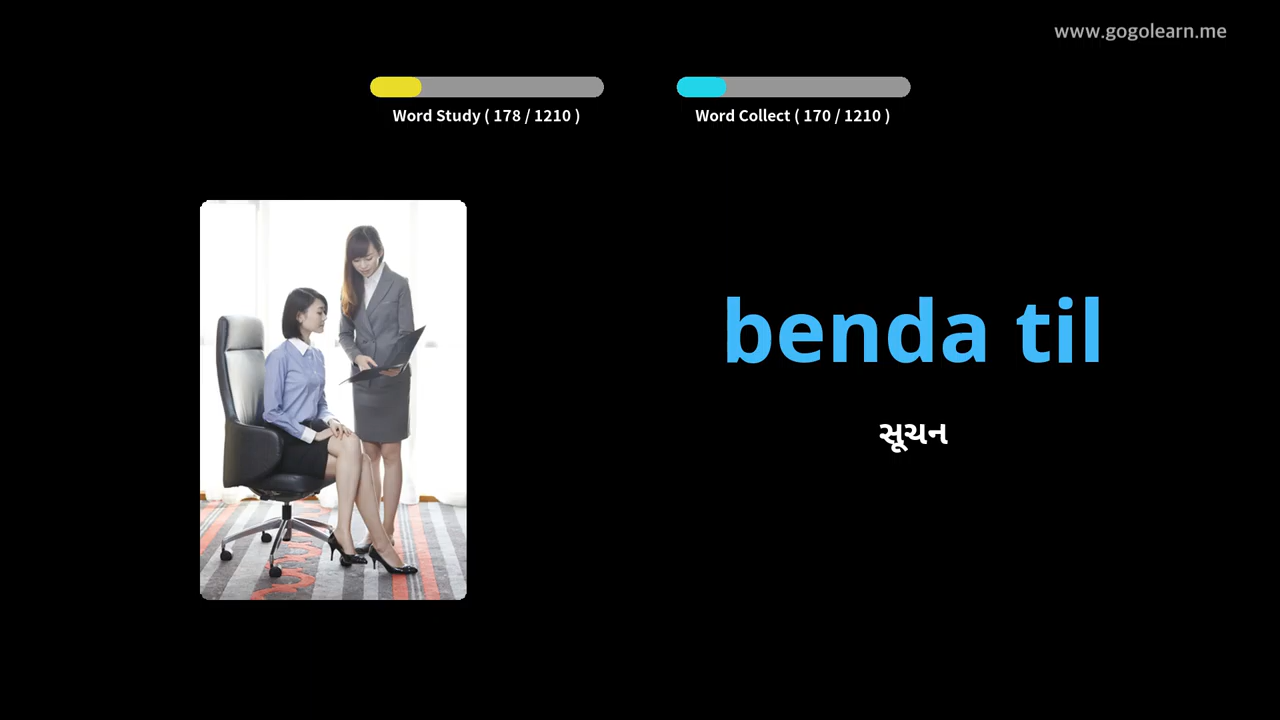 www.gogolearn.me
Word Study ( 178 / 1210 )
Word Collect ( 170 / 1210 )
benda til
સૂચન